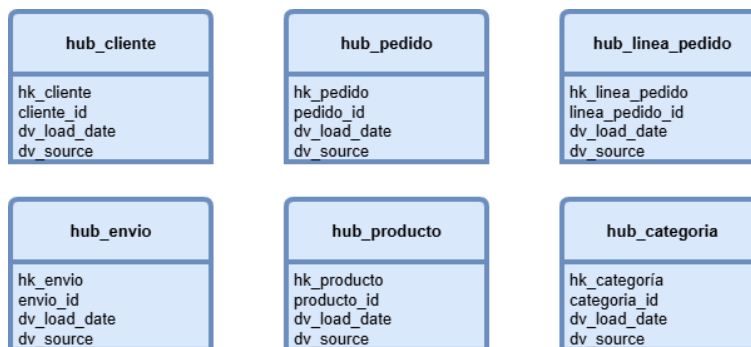 hub_cliente
hk_cliente
cliente_id
dv_load_date
dv_source
hub_pedido
hk_pedido
pedido_id
dv_load_date
dv_source
hub_linea_pedido
hk_linea_pedido
linea_pedido_id
dv_load_date
dv_source
hub_envio
hk_envio
envio_id
dv_load_date
dv_source
hub_producto
hk_producto
producto_id
dv_load_date
dv_source
hub_categoria
hk_categoría
categoria_id
dv_load_date
dv_source